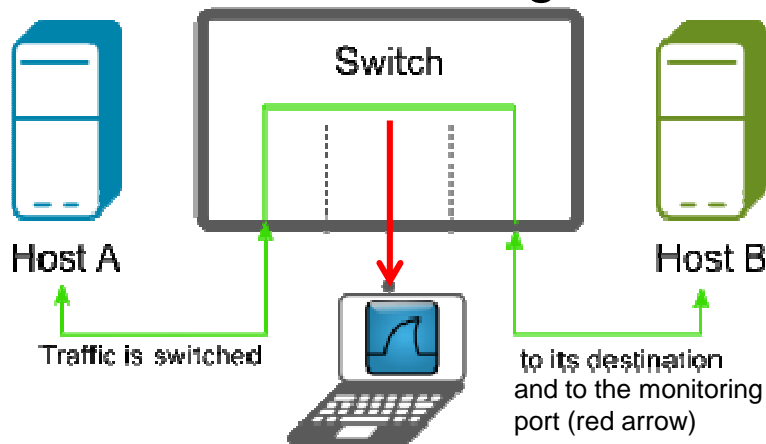 Switch
Host A
Host B
Traffic is switched
to its destination
and to the monitoring
port (red arrow)